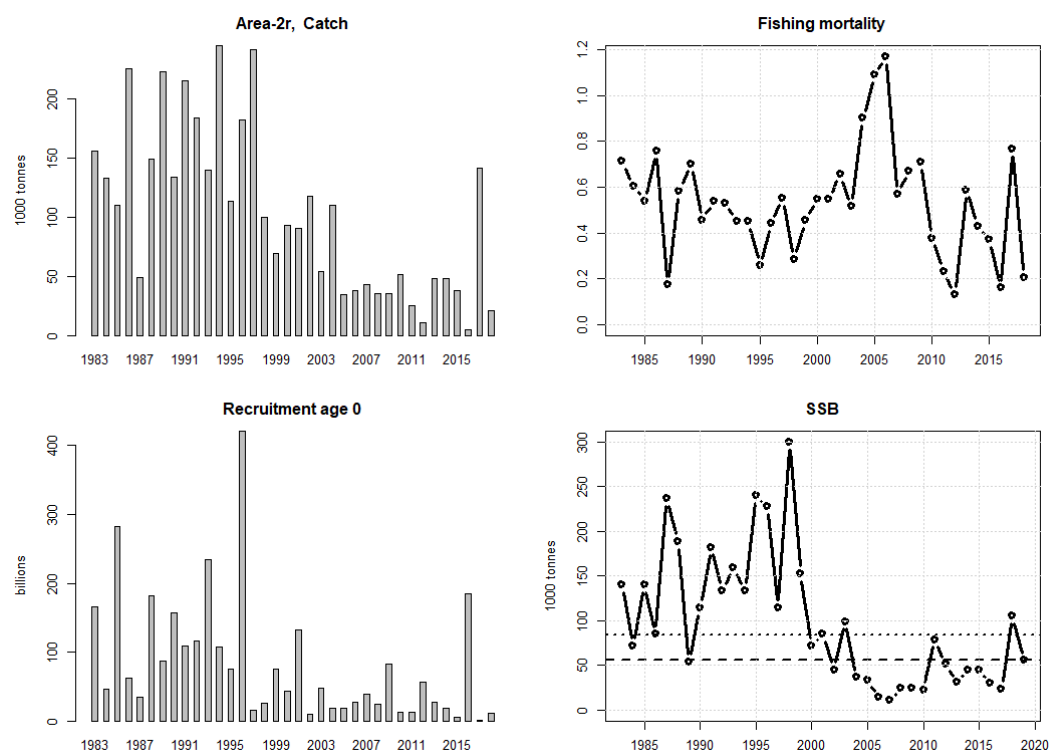 Area-2r, Catch
1000 tonnes
0 50 100 150 200
1983 1987 1991 1995 1999 2003 2007 2011 2015
Fishing mortality
0.0 0.2 0.4 0.6 0.8 1.0 1.2
1985 1990 1995 2000 2005 2010 2015
Recruitment age 0
billions
0 100 200 300 400
1983 1987 1991 1995 1999 2003 2007 2011 2015
SSB
1000 tonnes
0 50 100 150 200 250 300
1985 1990 1995 2000 2005 2010 2015 2020